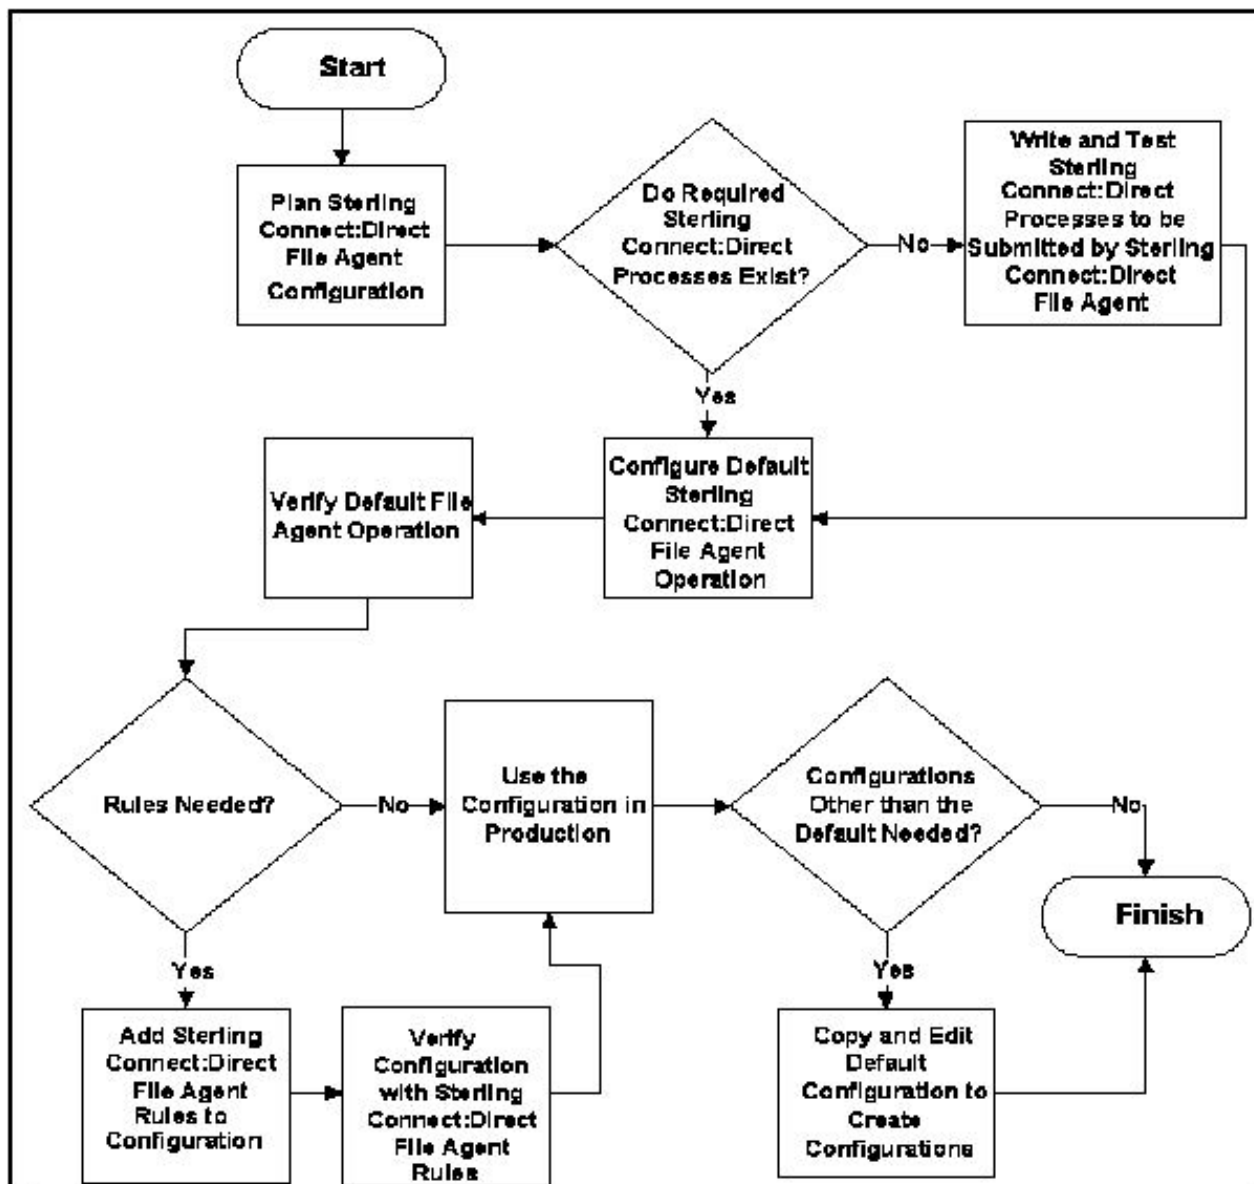 Start
Plan Sterling
Connect:Direct
File Agent
Configuration
Do Required
Sterling
Connect:Direct
Processes Exist?
No
Write and Test
Sterling
Connect:Direct
Processes to be
Submitted by Sterling
Connect:Direct
File Agent
Yes
Configure Default
Sterling
Connect:Direct
File Agent
Operation
Verify Default File
Agent Operation
Rules Needed?
No
Use the
Configuration in
Production
Configurations
Other than the
Default Needed?
No
Finish
Yes
Add Sterling
Connect:Direct
File Agent
Rules to
Configuration
Verify
Configuration
with Sterling
Connect:Direct
File Agent
Rules
Yes
Copy and Edit
Default
Configuration to
Create
Configurations